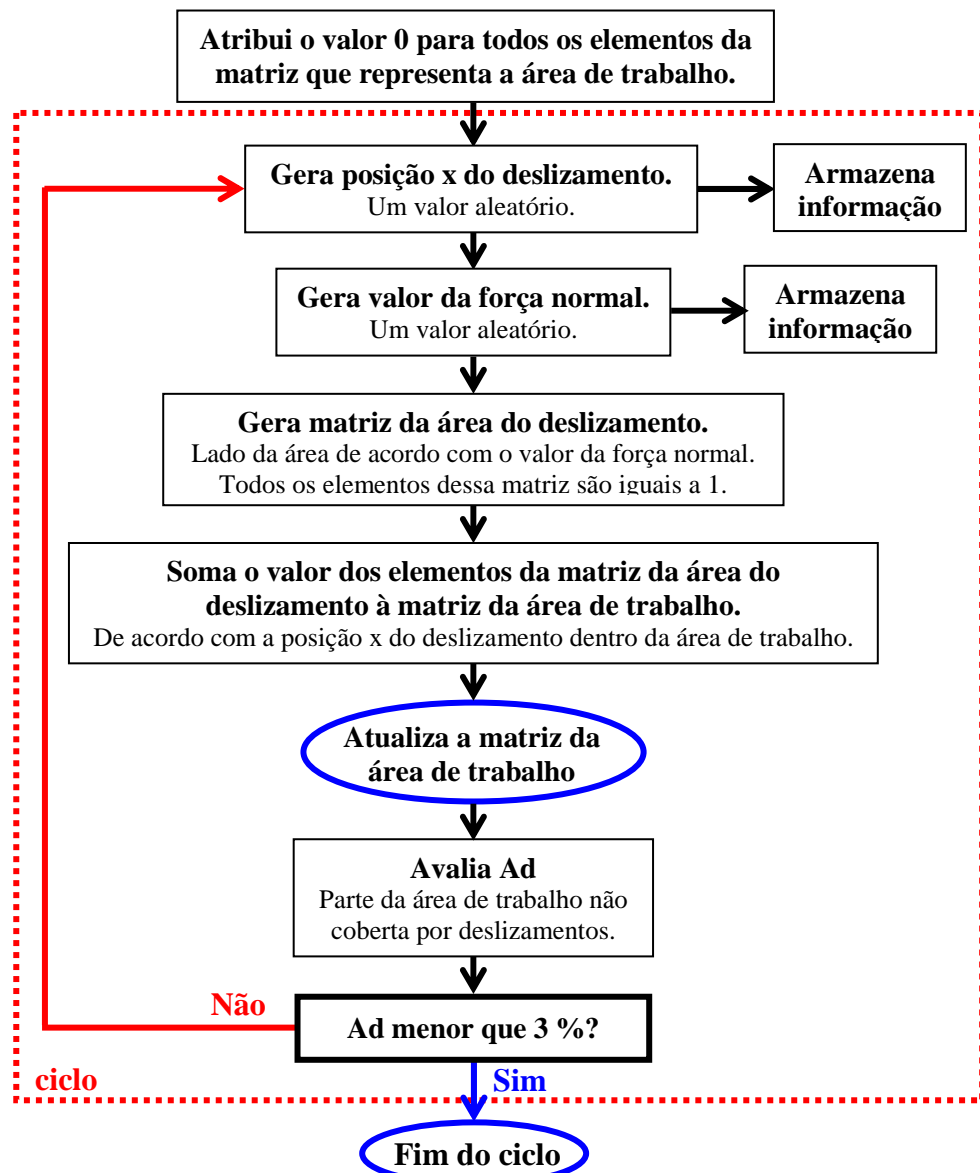 Atribui o valor 0 para todos os elementos da
matriz que representa a área de trabalho.
Gera posição x do deslizamento.
Um valor aleatório.
Armazena
informação
Gera valor da força normal.
Um valor aleatório.
Armazena
informação
Gera matriz da área do deslizamento.
Lado da área de acordo com o valor da força normal.
Todos os elementos dessa matriz são iguais a 1.
Soma o valor dos elementos da matriz da área do
deslizamento à matriz da área de trabalho.
De acordo com a posição x do deslizamento dentro da área de trabalho.
Atualiza a matriz da
área de trabalho
Avalia Ad
Parte da área de trabalho não
coberta por deslizamentos.
Não
Ad menor que 3 %?
ciclo
Sim
Fim do ciclo